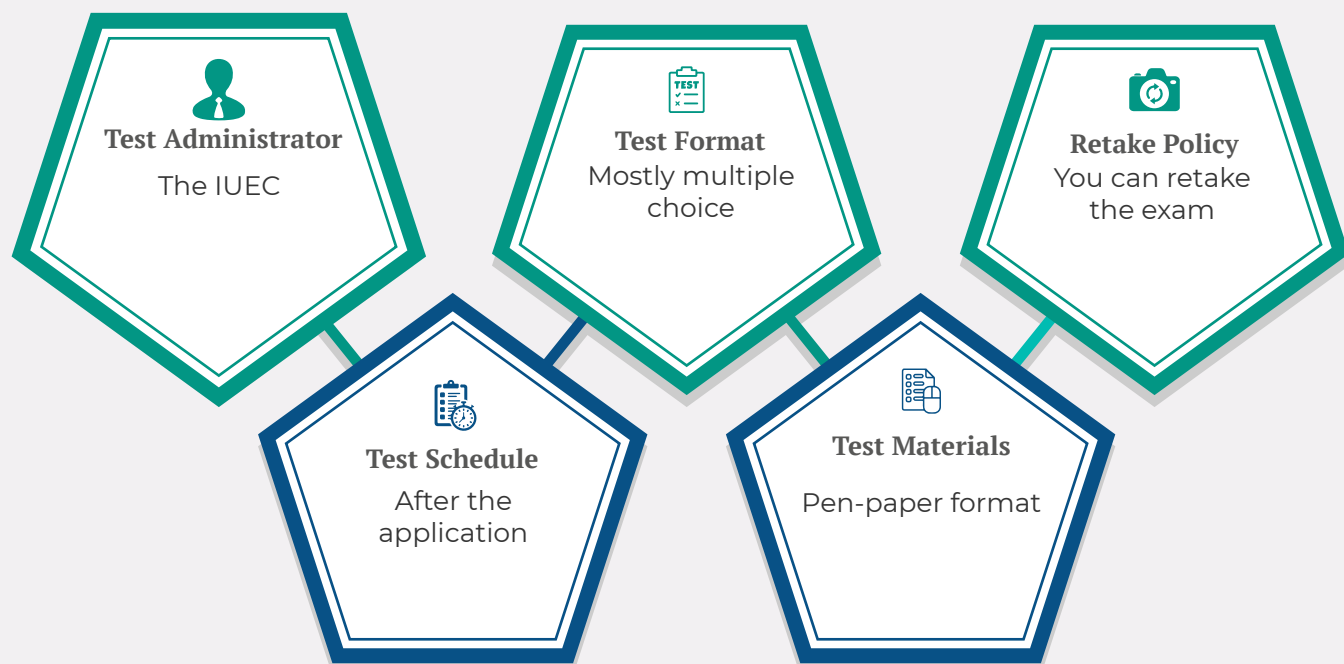 Test Administrator
The IUEC
TEST
Test Format
Mostly multiple
choice
Retake Policy
You can retake
the exam
Test Schedule
After the
application
Test Materials
Pen-paper format